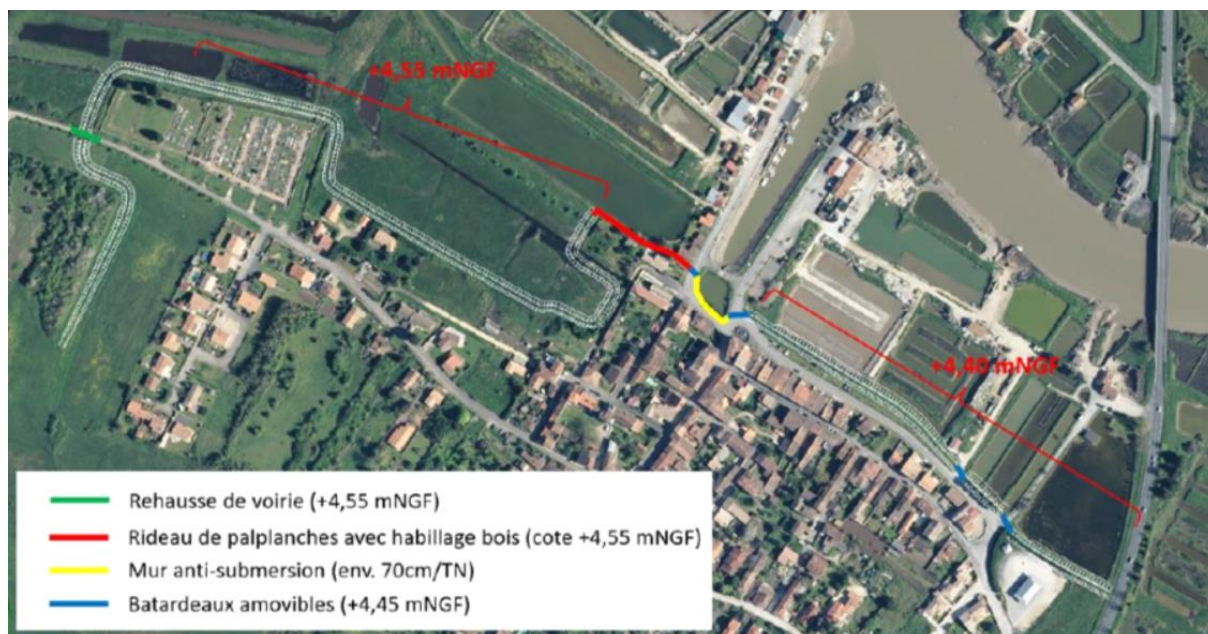 +4,55 mNGF
+4,40 mNGF
Rehausse de voirie (+4,55 mNGF)
Rideau de palplanches avec habillage bois (cote +4,55 mNGF)
Mur anti-submersion (env. 70cm/TN)
Batardeaux amovibles (+4,45 mNGF)